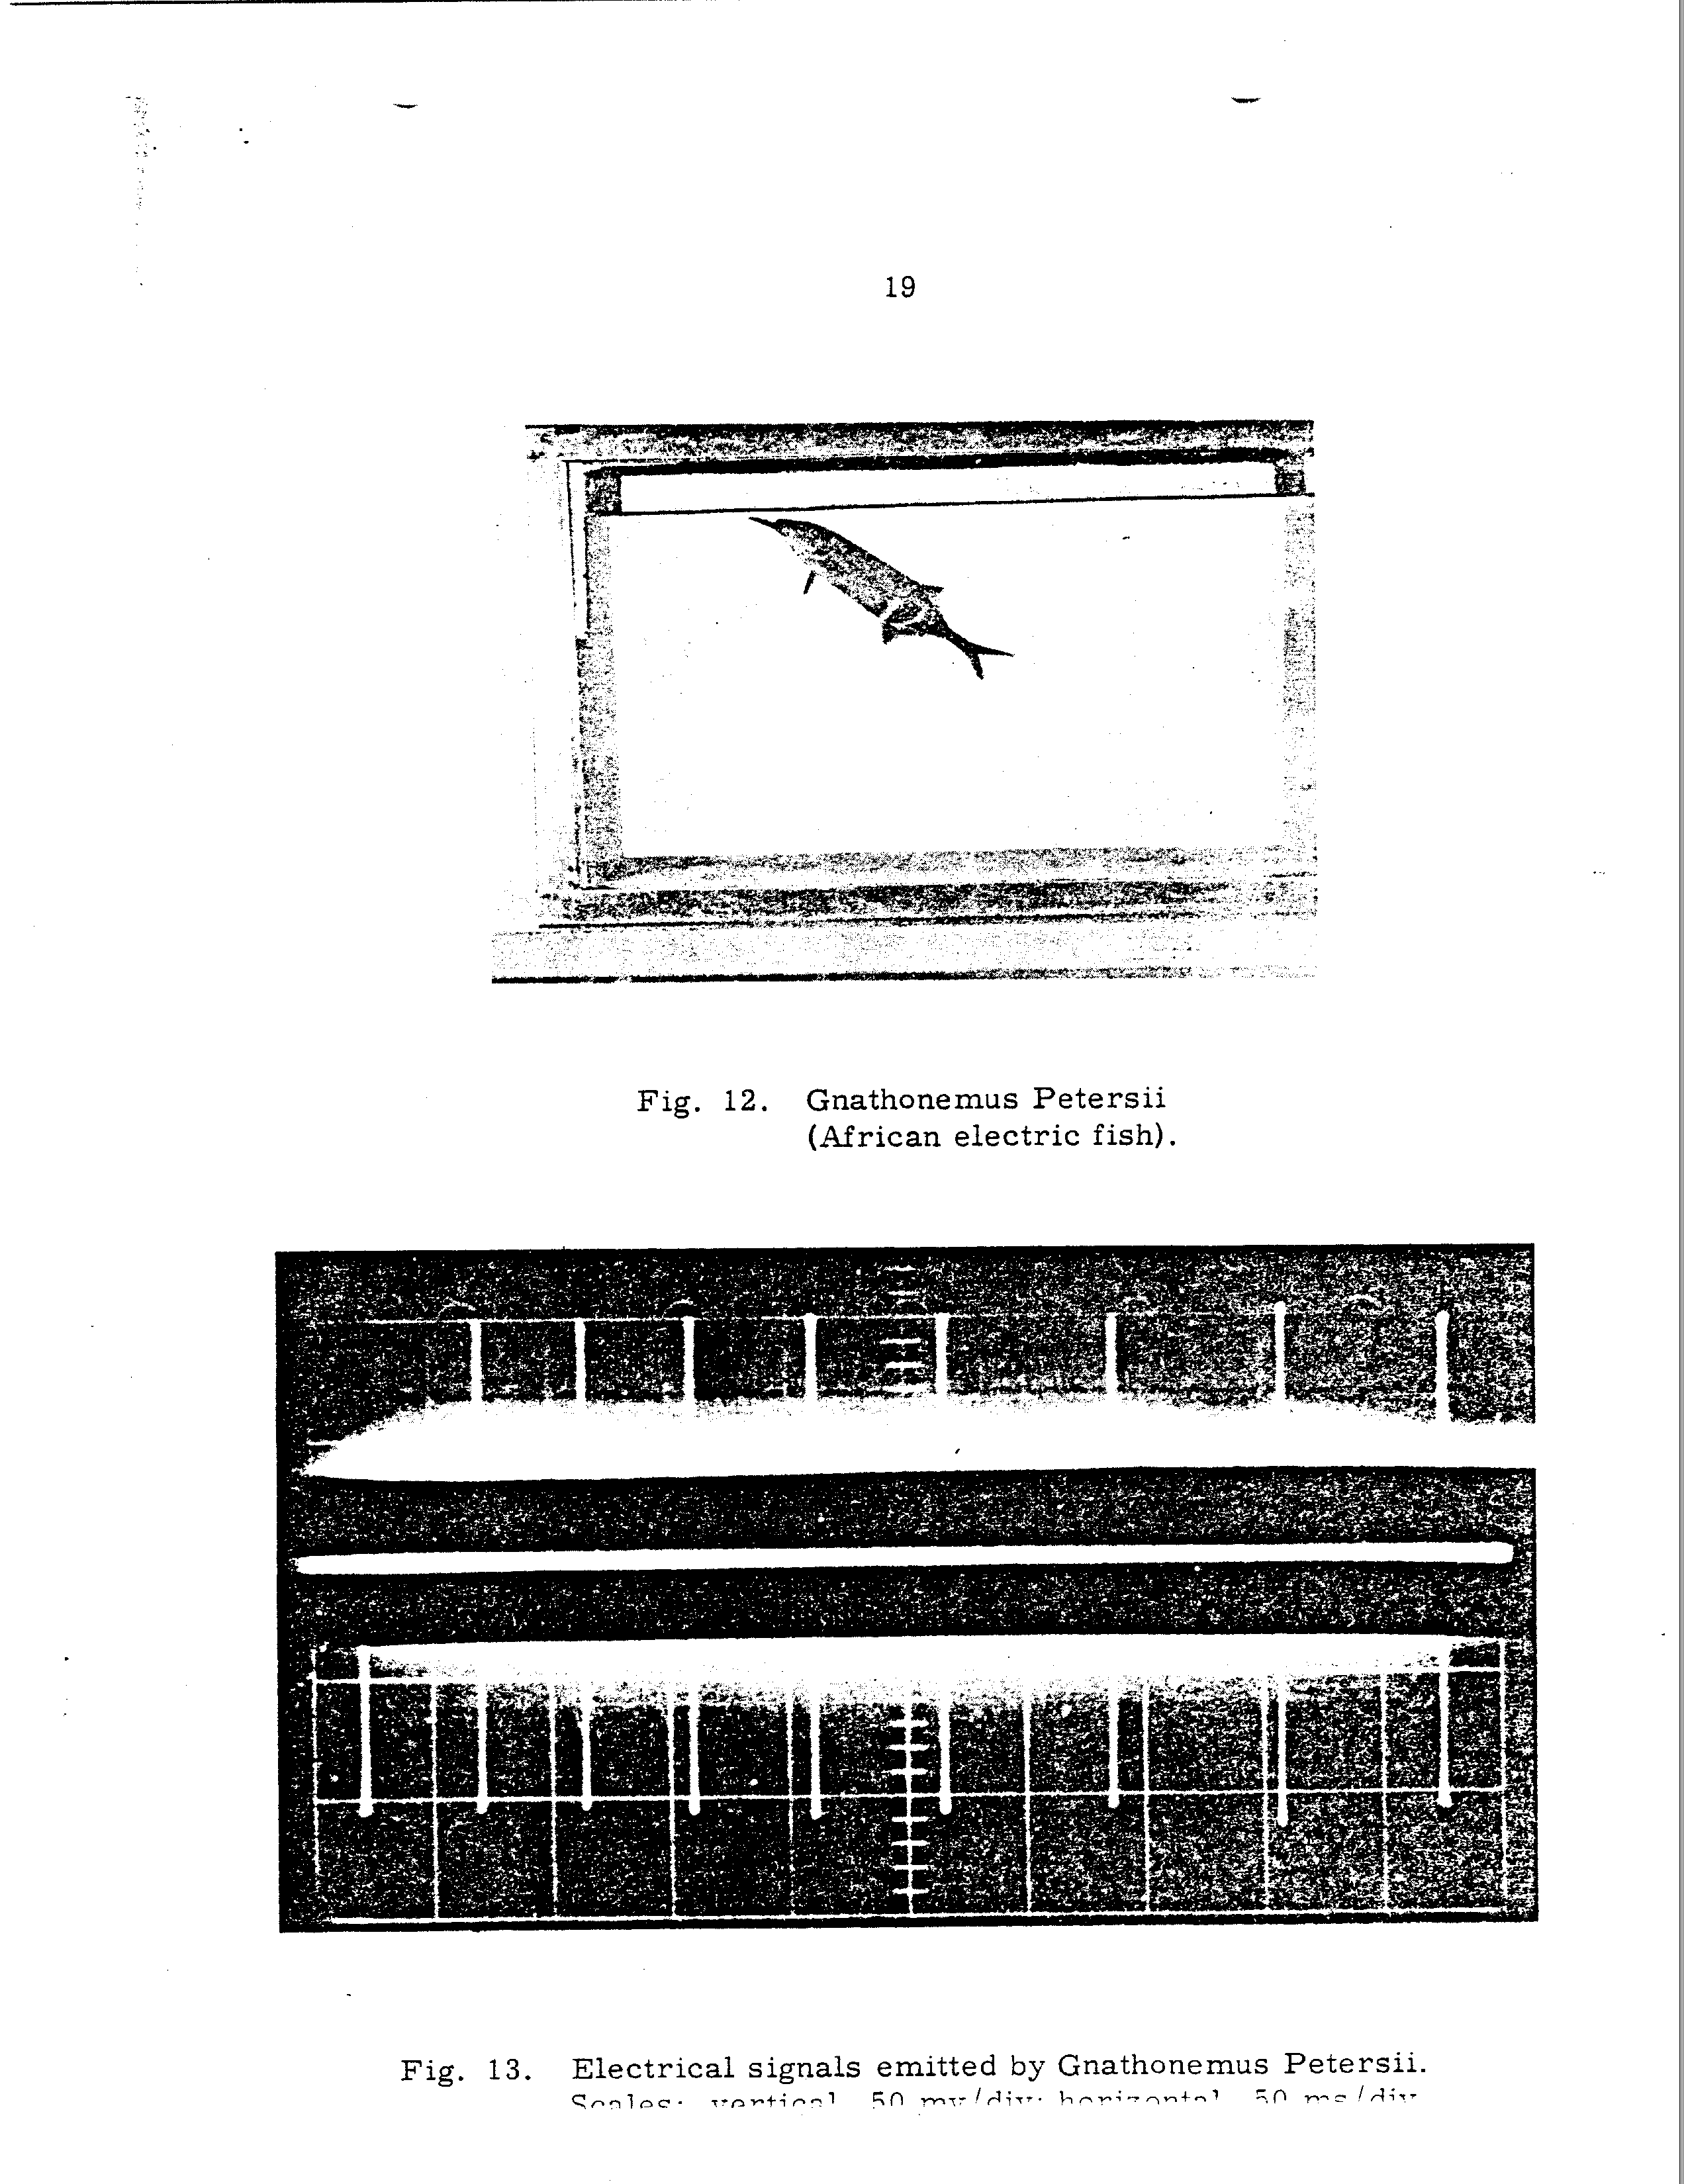 19
Fig. 12. Gnathonemus Petersii
(African electric fish).
Fig. 13. Electrical signals emitted by Gnathonemus Petersii.
Scales: vertical 50 mv/div; horizontal 50 ms/div